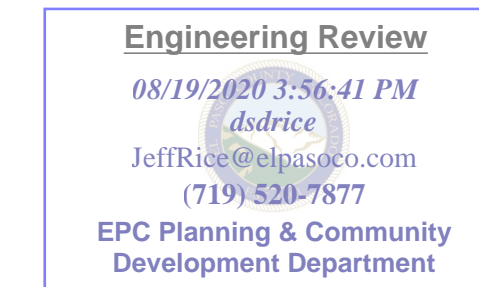 Engineering Review
08/19/2020 3:56:41 PM
dsdrice
JeffRice@elpasoco.com
(719) 520-7877
EPC Planning & Community
Development Department